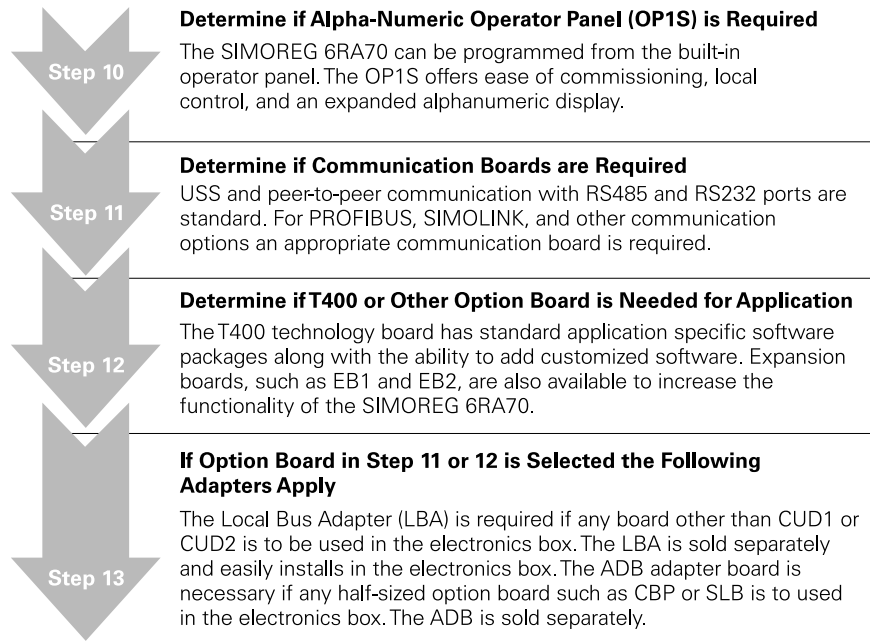 Determine if Alpha-Numeric Operator Panel (OP1S) is Required
The SIMOREG 6RA70 can be programmed from the built-in
operator panel. The OP1S offers ease of commissioning, local
control, and an expanded alphanumeric display.
Step 10
Determine if Communication Boards are Required
USS and peer-to-peer communication with RS485 and RS232 ports are
standard. For PROFIBUS, SIMOLINK, and other communication
options an appropriate communication board is required.
Step 11
Determine if T400 or Other Option Board is Needed for Application
The T400 technology board has standard application specific software
packages along with the ability to add customized software. Expansion
boards, such as EB1 and EB2, are also available to increase the
functionality of the SIMOREG 6RA70.
Step 12
If Option Board in Step 11 or 12 is Selected the Following
Adapters Apply
The Local Bus Adapter (LBA) is required if any board other than CUD1 or
CUD2 is to be used in the electronics box. The LBA is sold separately
and easily installs in the electronics box. The ADB adapter board is
necessary if any half-sized option board such as CBP or SLB is to used
in the electronics box. The ADB is sold separately.
Step 13